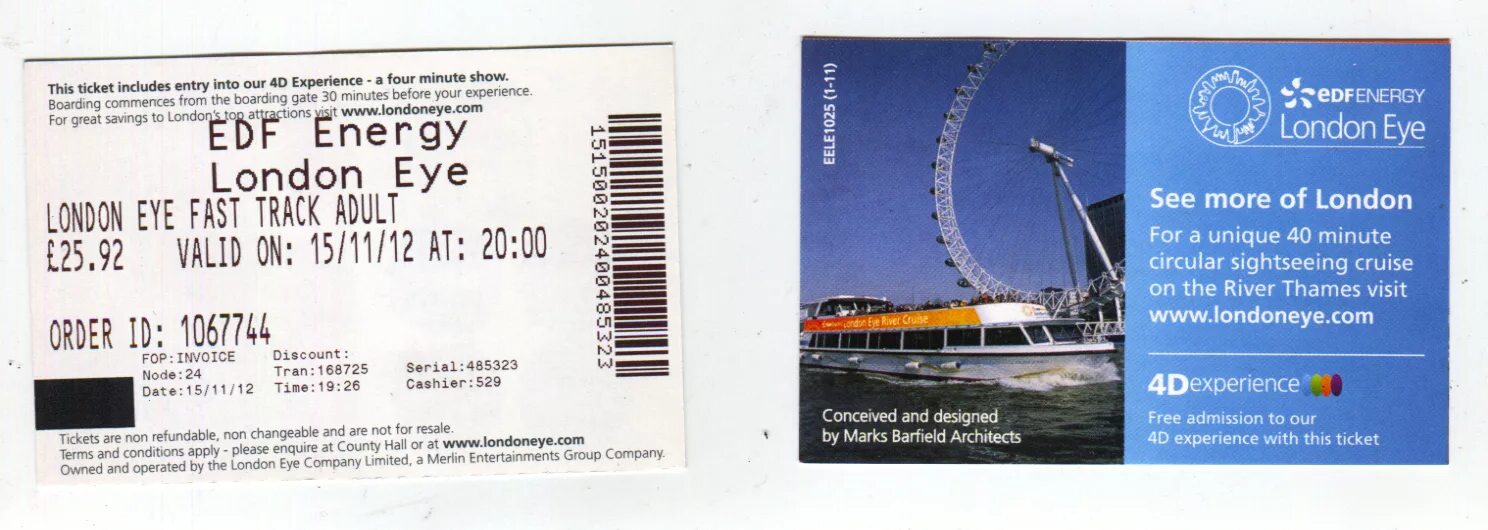 This ticket includes entry into our 4D Experience - a four minute show.
Boarding commences from the boarding gate 30 minutes before your experience.
For great savings to London's top attractions visit www.londoneye.com
EDF Energy
London Eye
LONDON EYE FAST TRACK ADULT
£25.92 VALID ON: 15/11/12 AT: 20:00
ORDER ID: 1067744
FOP:INVOICE Discount:
Node:24 Tran:168725 Serial:485323
Date:15/11/12 Time:19:26 Cashier:529
Tickets are non refundable, non changeable and are not for resale.
Terms and conditions apply - please enquire at County Hall or at www.londoneye.com
Owned and operated by the London Eye Company Limited, a Merlin Entertainments Group Company.
151500202400485323
EELE10225 (1-11)
London Eye River Cruise
Conceived and designed
by Marks Barfield Architects
eDF ENERGY
London Eye
See more of London
For a unique 40 minute
circular sightseeing cruise
on the River Thames visit
www.londoneye.com
4Dexperience
Free admission to our
4D experience with this ticket